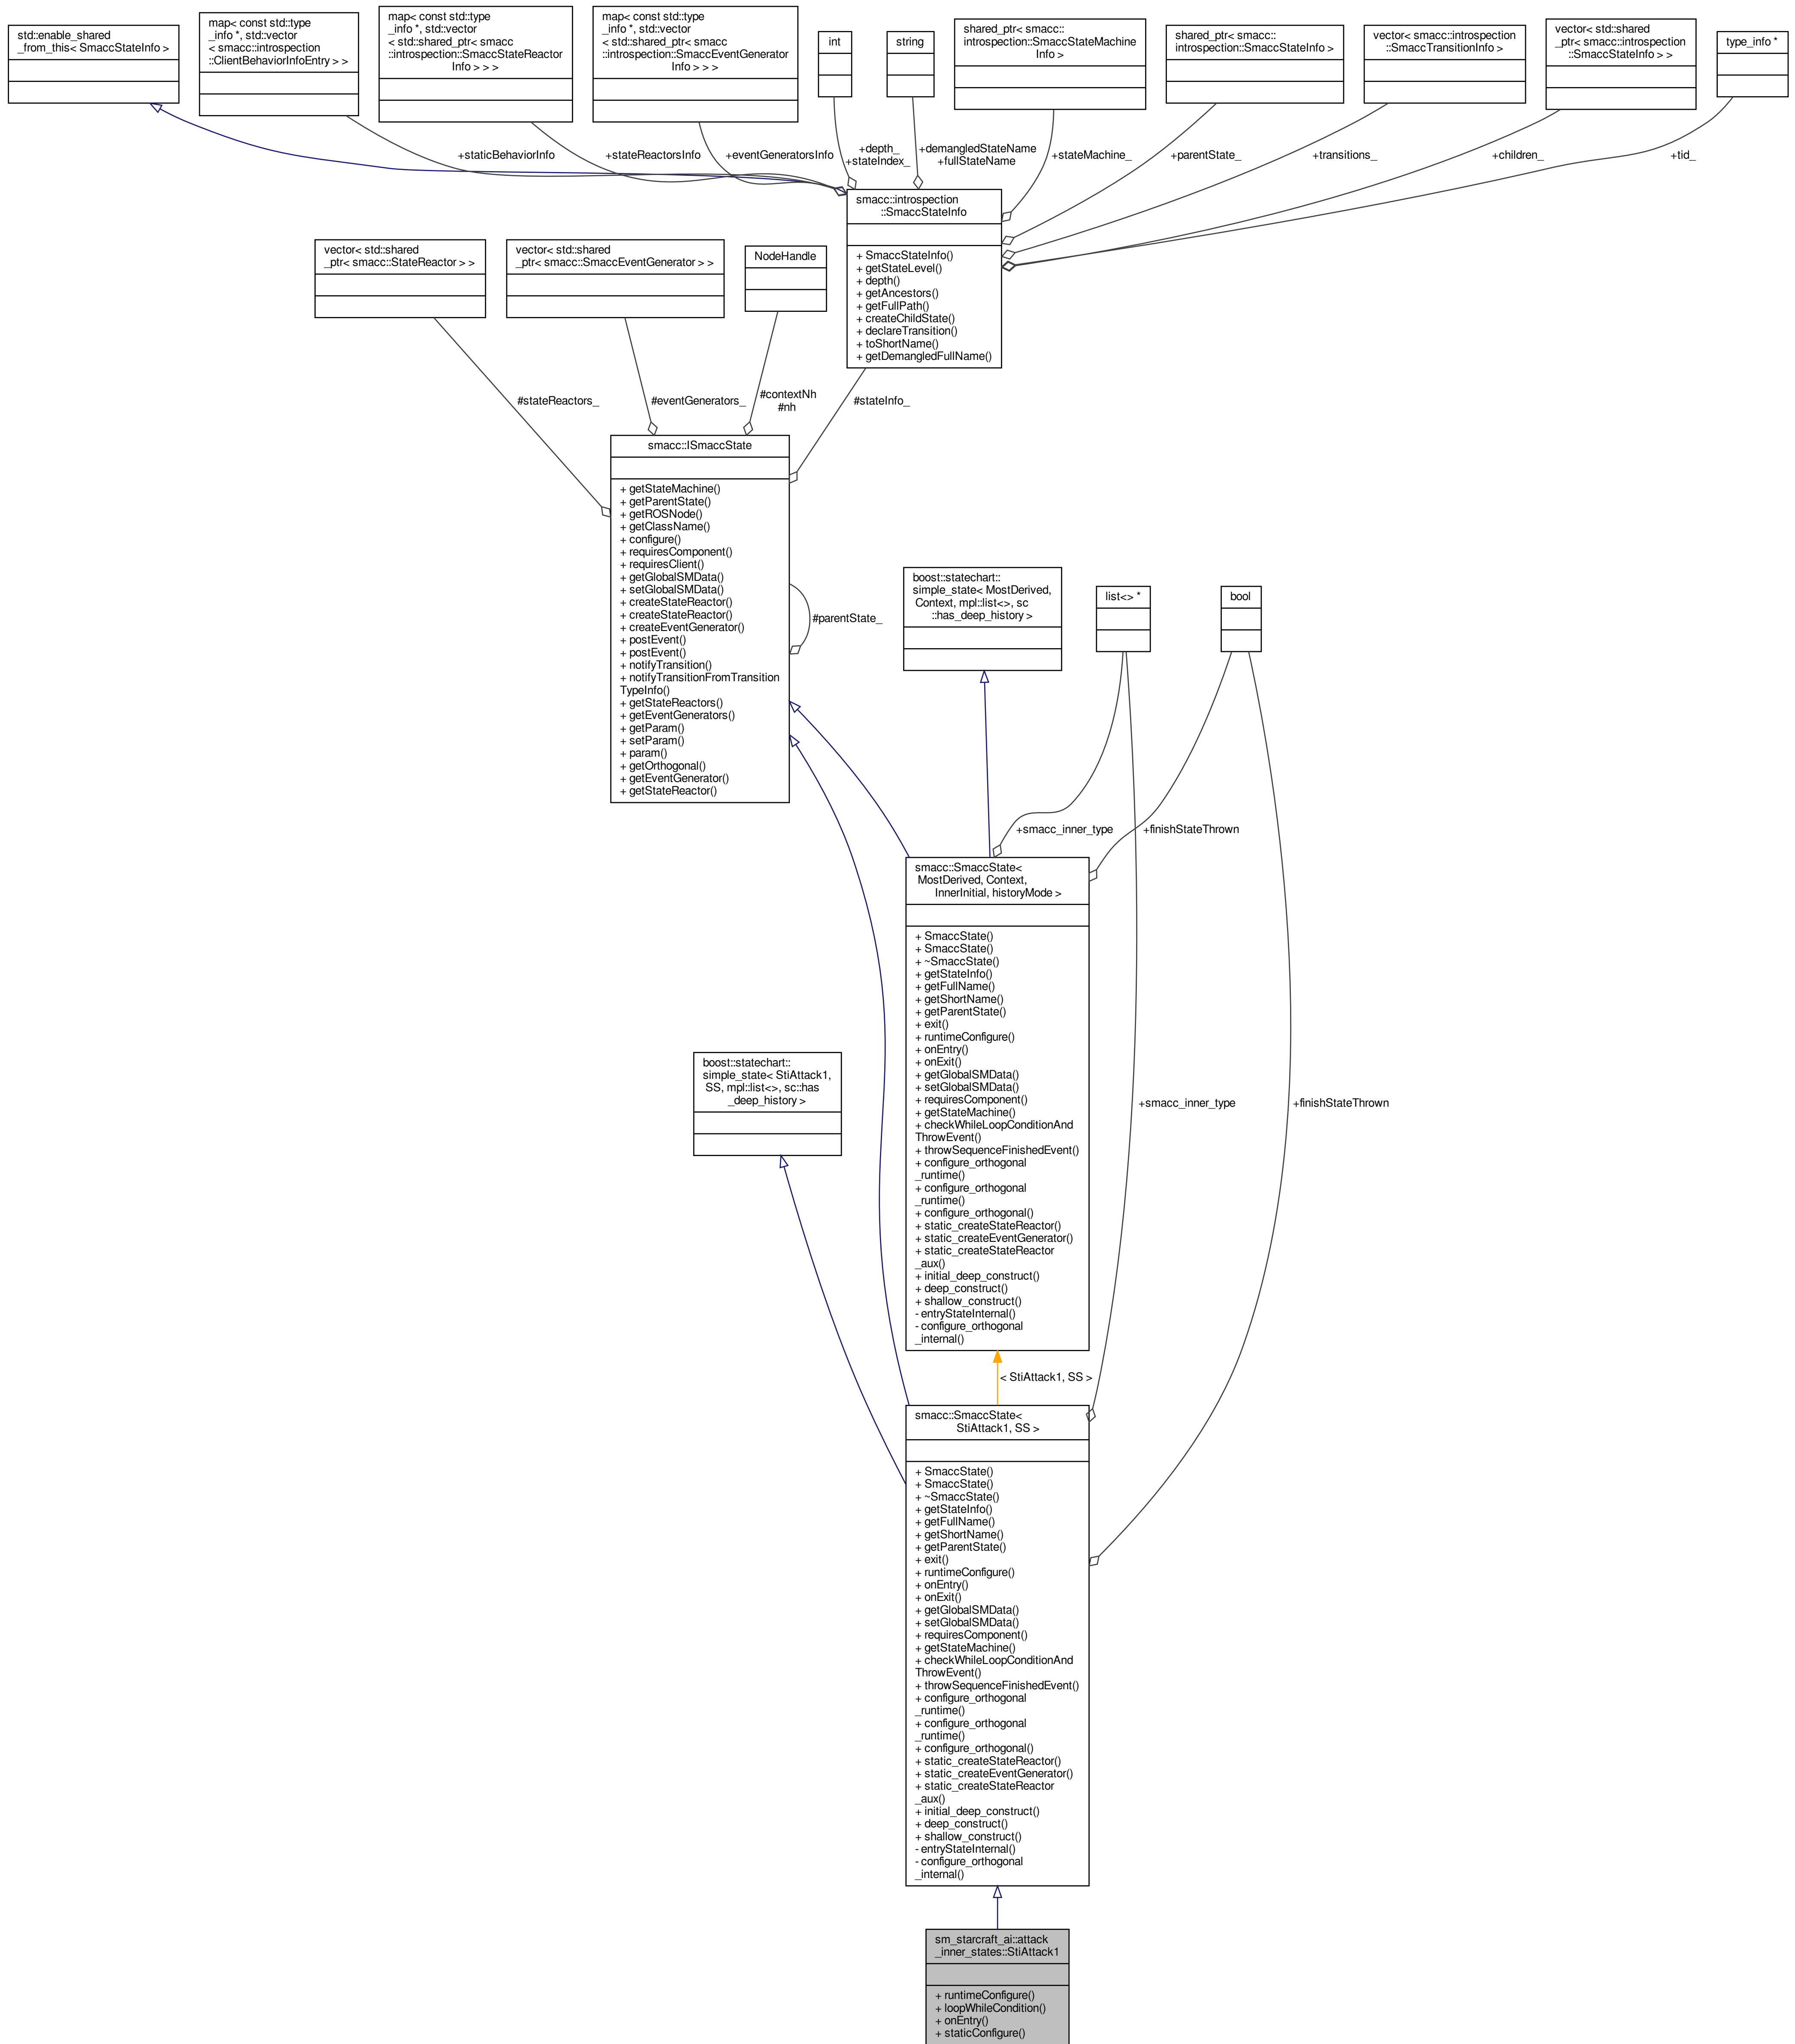 std::enable_shared
_from_this< SmaccStateInfo >
map< const std::type
_info *, std::vector
< smacc::introspection
::ClientBehaviorInfoEntry > >
map< const std::type
_info *, std::vector
< std::shared_ptr< smacc
::introspection::SmaccStateReactor
Info > > >
map< const std::type
_info *, std::vector
< std::shared_ptr< smacc
::introspection::SmaccEventGenerator
Info > > >
int
string
shared_ptr< smacc::
introspection::SmaccStateMachine
Info >
shared_ptr< smacc::
introspection::SmaccStateInfo >
vector< smacc::introspection
::SmaccTransitionInfo >
vector< std::shared
_ptr< smacc::introspection
::SmaccStateInfo > >
type_info *
+staticBehaviorInfo
+stateReactorsInfo
+eventGeneratorsInfo
+depth_
+stateIndex_
+demangledStateName
+fullStateName
+stateMachine_
+parentState_
+transitions_
+children_
+tid_
smacc::introspection
::SmaccStateInfo
+ SmaccStateInfo()
+ getStateLevel()
+ depth()
+ getAncestors()
+ getFullPath()
+ createChildState()
+ declareTransition()
+ toShortName()
+ getDemangledFullName()
vector< std::shared
_ptr< smacc::StateReactor > >
vector< std::shared
_ptr< smacc::SmaccEventGenerator > >
NodeHandle
#stateReactors_
#eventGenerators_
#contextNh
#nh
#stateInfo_
smacc::ISmaccState
+ getStateMachine()
+ getParentState()
+ getROSNode()
+ getClassName()
+ configure()
+ requiresComponent()
+ requiresClient()
+ getGlobalSMData()
+ setGlobalSMData()
+ createStateReactor()
+ createStateReactor()
+ createEventGenerator()
+ postEvent()
+ postEvent()
+ notifyTransition()
+ notifyTransitionFromTransition
TypeInfo()
+ getStateReactors()
+ getEventGenerators()
+ getParam()
+ setParam()
+ param()
+ getOrthogonal()
+ getEventGenerator()
+ getStateReactor()
#parentState_
boost::statechart::
simple_state< MostDerived,
Context, mpl::list<>, sc
::has_deep_history >
list<> *
bool
+smacc_inner_type
+finishStateThrown
smacc::SmaccState<
MostDerived, Context,
InnerInitial, historyMode >
+ SmaccState()
+ SmaccState()
+ ~SmaccState()
+ getStateInfo()
+ getFullName()
+ getShortName()
+ getParentState()
+ exit()
+ runtimeConfigure()
+ onEntry()
+ onExit()
+ getGlobalSMData()
+ setGlobalSMData()
+ requiresComponent()
+ getStateMachine()
+ checkWhileLoopConditionAnd
ThrowEvent()
+ throwSequenceFinishedEvent()
+ configure_orthogonal
_runtime()
+ configure_orthogonal
_runtime()
+ configure_orthogonal()
+ static_createStateReactor()
+ static_createEventGenerator()
+ static_createStateReactor
_aux()
+ initial_deep_construct()
+ deep_construct()
+ shallow_construct()
- entryStateInternal()
- configure_orthogonal
_internal()
boost::statechart::
simple_state< StiAttack1,
SS, mpl::list<>, sc::has
_deep_history >
+smacc_inner_type
+finishStateThrown
< StiAttack1, SS >
smacc::SmaccState<
StiAttack1, SS >
+ SmaccState()
+ SmaccState()
+ ~SmaccState()
+ getStateInfo()
+ getFullName()
+ getShortName()
+ getParentState()
+ exit()
+ runtimeConfigure()
+ onEntry()
+ onExit()
+ getGlobalSMData()
+ setGlobalSMData()
+ requiresComponent()
+ getStateMachine()
+ checkWhileLoopConditionAnd
ThrowEvent()
+ throwSequenceFinishedEvent()
+ configure_orthogonal
_runtime()
+ configure_orthogonal
_runtime()
+ configure_orthogonal()
+ static_createStateReactor()
+ static_createEventGenerator()
+ static_createStateReactor
_aux()
+ initial_deep_construct()
+ deep_construct()
+ shallow_construct()
- entryStateInternal()
- configure_orthogonal
_internal()
sm_starcraft_ai::attack
_inner_states::StiAttack1
+ runtimeConfigure()
+ loopWhileCondition()
+ onEntry()
+ staticConfigure()